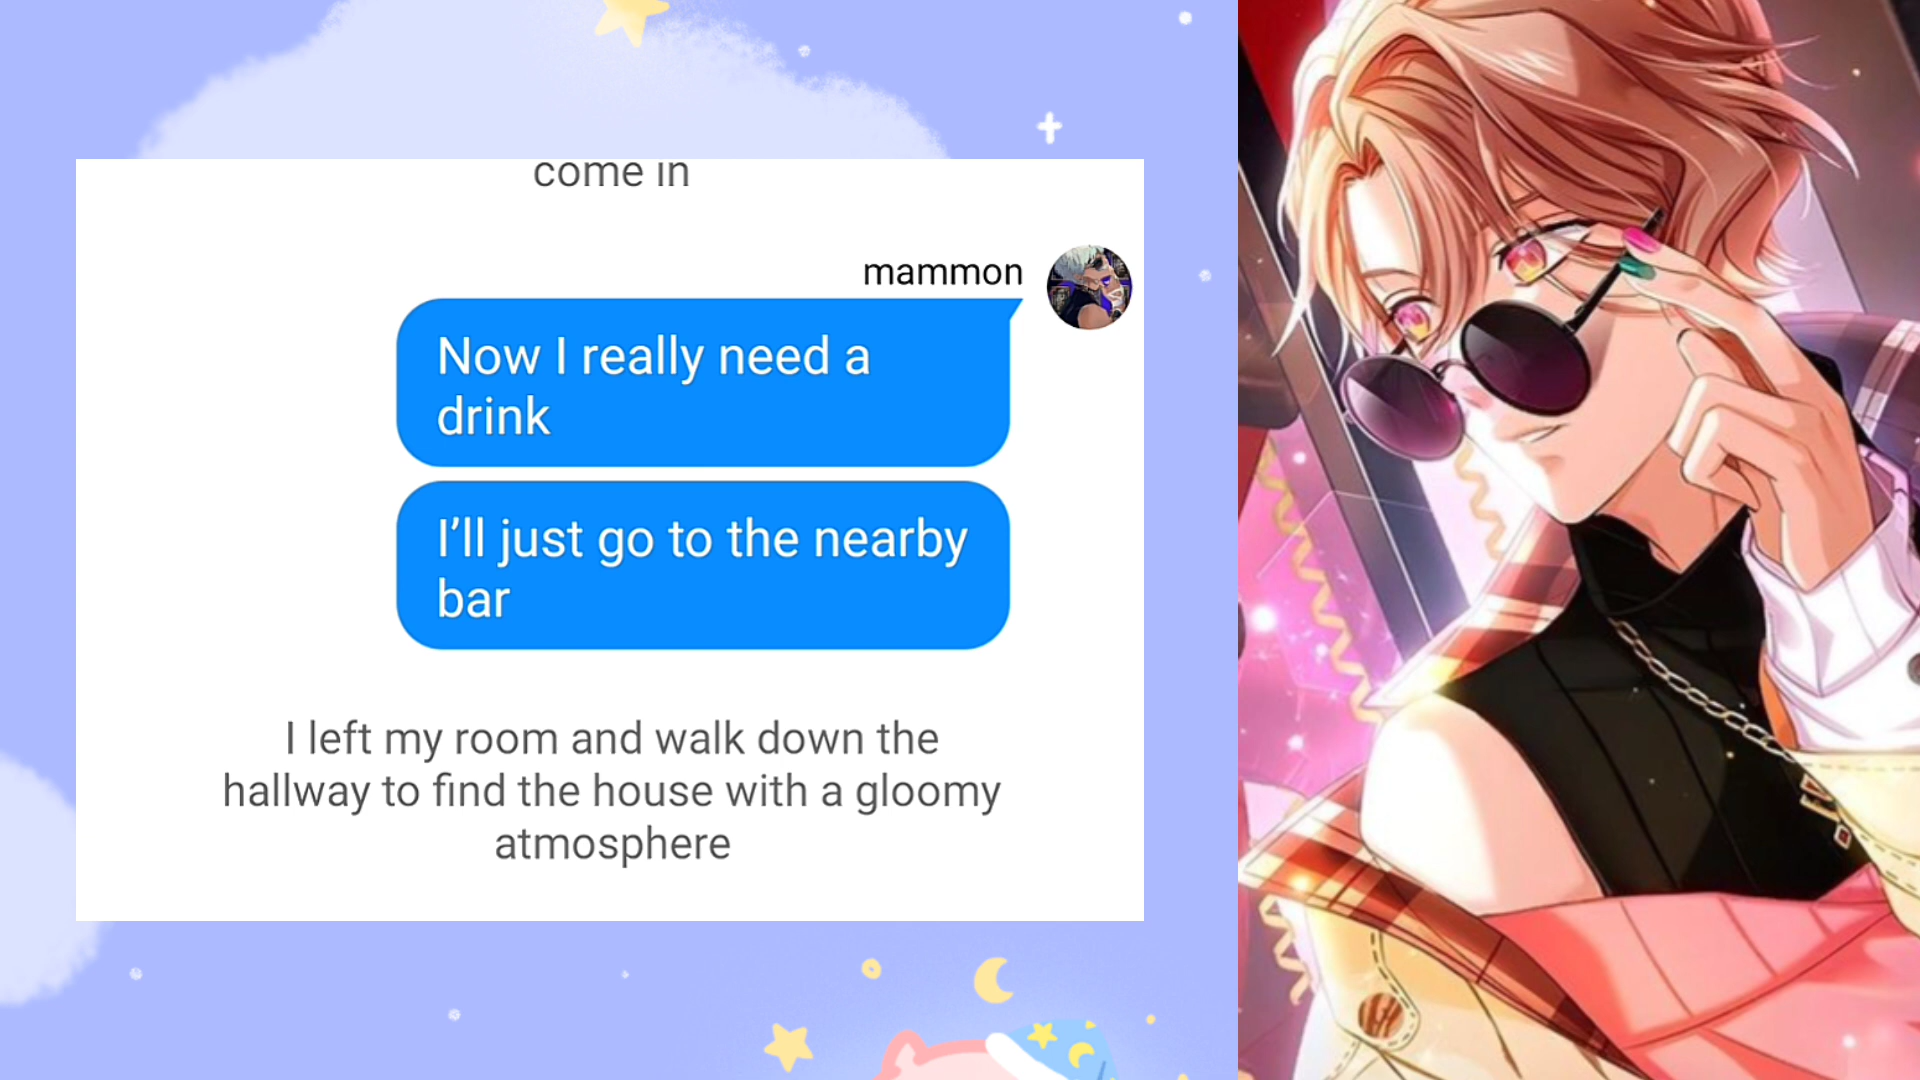 come in
mammon
Now I really need a
drink
I’ll just go to the nearby
bar
I left my room and walk down the
hallway to find the house with a gloomy
atmosphere